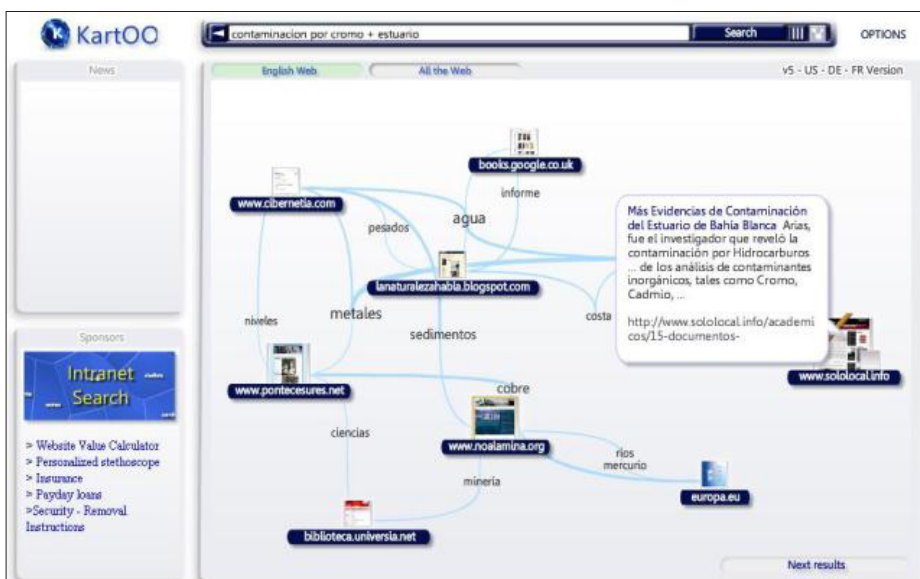 KartOO
contaminacion por cromo + estuario
Search
OPTIONS
News
English Web
All the Web
v5 - US - DE - FR Version
books.google.co.uk
www.cibernetia.com
informe
agua
pesados
Más Evidencias de Contaminación
del Estuario de Bahía Blanca Arias,
fue el investigador que reveló la
contaminación por Hidrocarburos
... de los análisis de contaminantes
inorgánicos, tales como Cromo,
Cadmio, ...
http://www.sololocal.info/academi
cos/15-documentos-
lanaturalezahabla.blogspot.com
niveles
metales
costa
sedimentos
www.sololocal.info
Sponsors
Intranet
Search
www.pontecesures.net
cobre
ciencias
www.noalamina.org
rios
mercurio
mineria
europa.eu
biblioteca.universia.net
> Website Value Calculator
> Personalized stethoscope
> Insurance
> Payday loans
>Security - Removal
Instructions
Next results